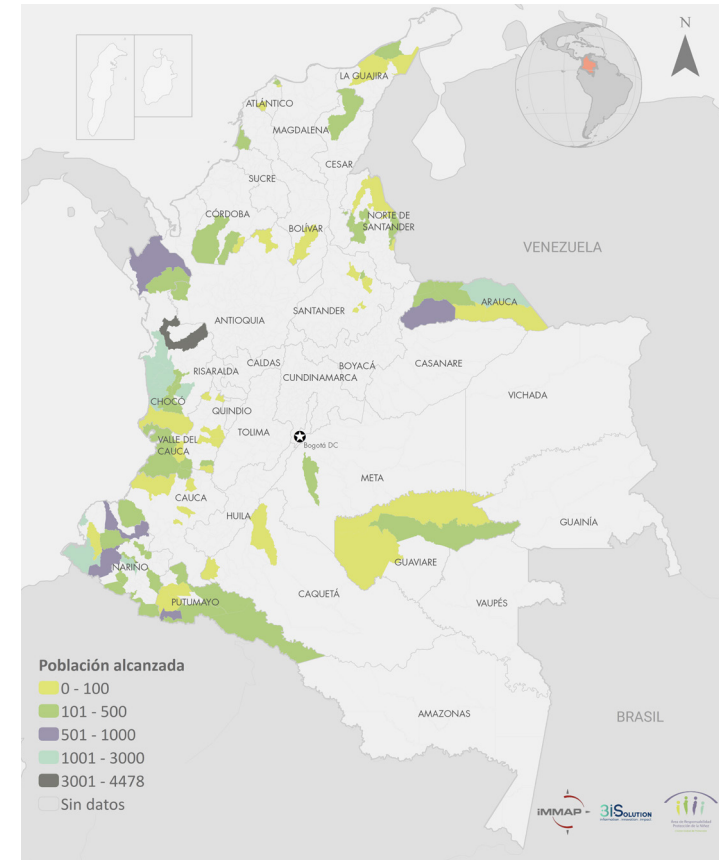 N
LA GUAJIRA
ATLÁNTICO
MAGDALENA
CESAR
SUCRE
CÓRDOBA
BOLÍVAR
NORTE DE
SANTANDER
VENEZUELA
ARAUCA
SANTANDER
ANTIOQUIA
BOYACÁ
CASANARE
CALDAS
RISARALDA
CUNDINAMARCA
VICHADA
CHOCÓ
QUINDIO
TOLIMA
Bogotá DC
VALLE DEL
CAUCA
META
CAUCA
HUILA
GUAINÍA
GUAVIARE
NARIÑO
CAQUETÁ
PUTUMAYO
VAUPÉS
AMAZONAS
BRASIL
Población alcanzada
0 - 100
101 - 500
501 - 1000
1001 - 3000
3001 - 4478
Sin datos
iMMAP
3iSOLUTION